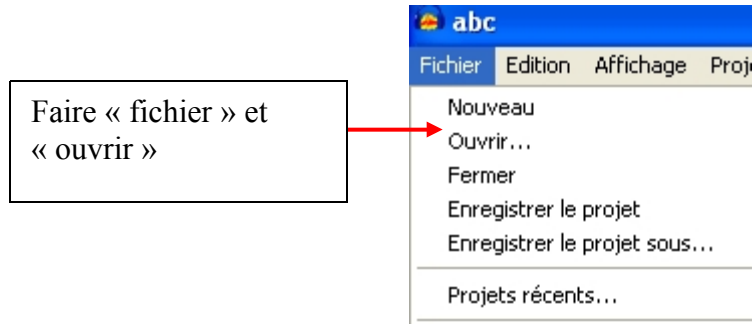 abc
Fichier Edition Affichage
Faire « fichier » et
« ouvrir »
Nouveau
Ouvrir...
Fermer
Enregistrer le projet
Enregistrer le projet sous...
Projets récents...